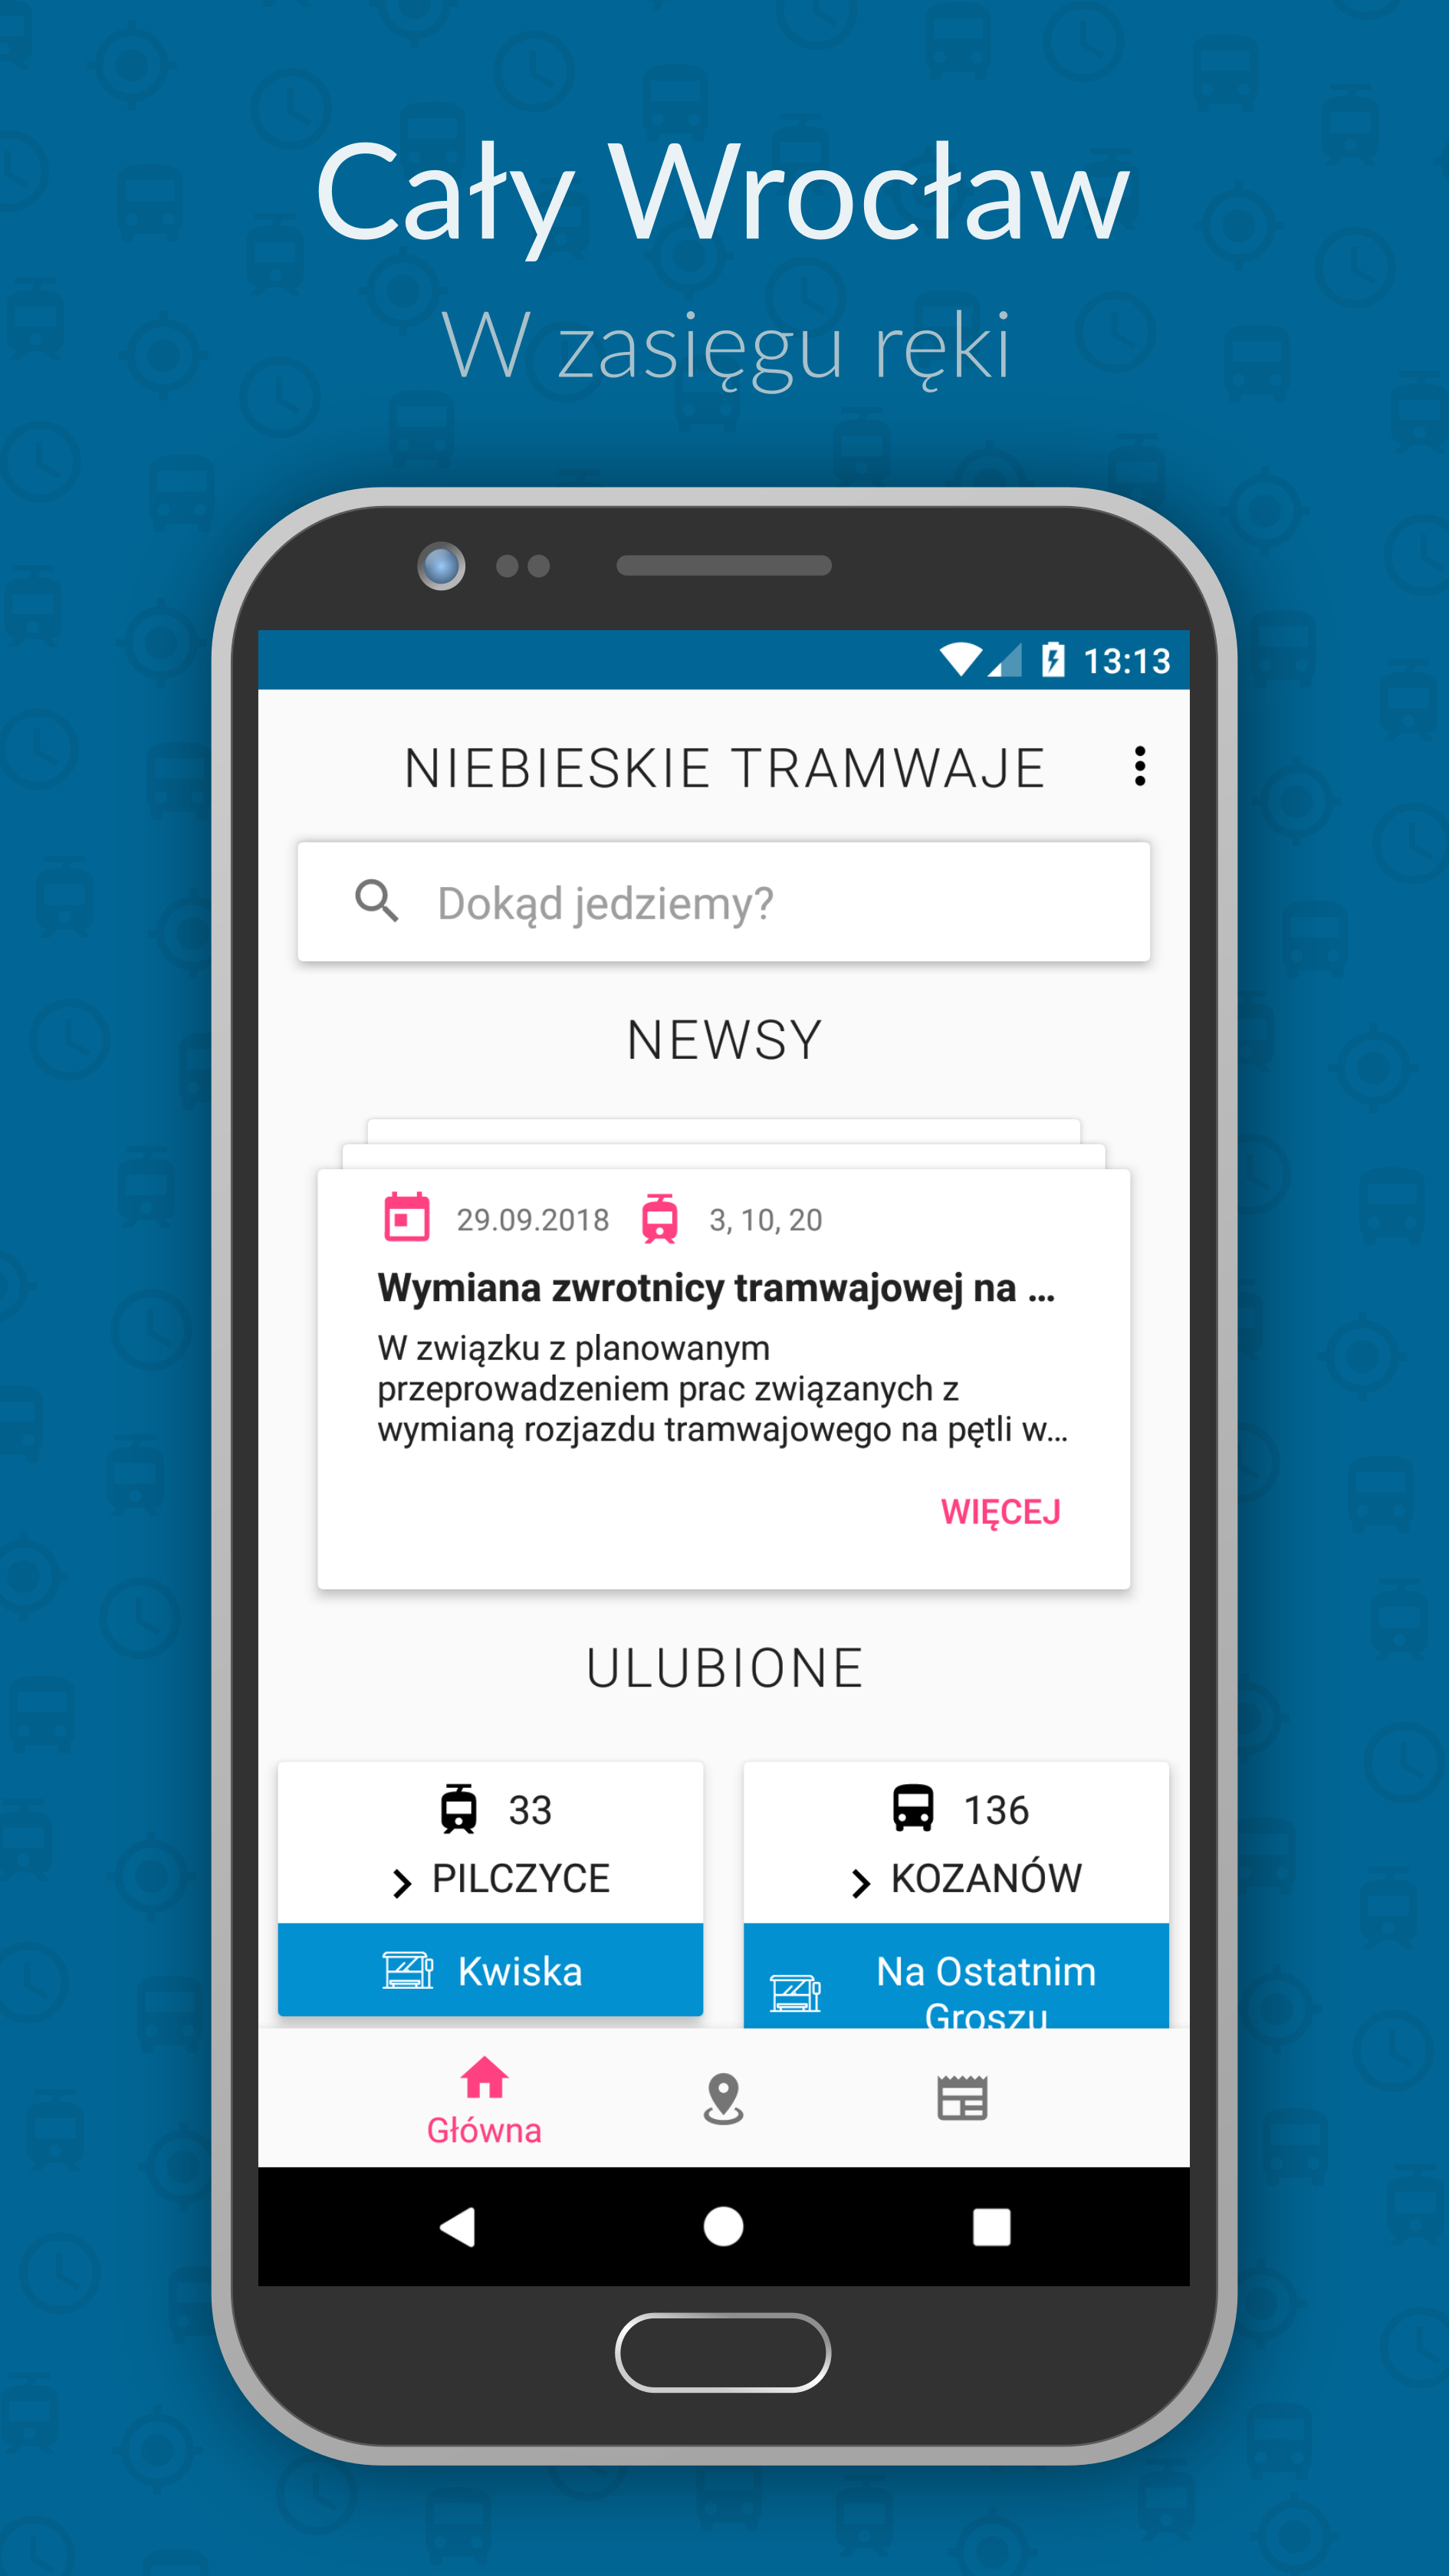 Cały Wrocław
W zasięgu ręki
13:13
NIEBIESKIE TRAMWAJE
Dokąd jedziemy?
NEWSY
29.09.2018 3, 10, 20
Wymiana zwrotnicy tramwajowej na ...
W związku z planowanym
przeprowadzeniem prac związanych z
wymianą rozjazdu tramwajowego na pętli w...
WIĘCEJ
ULUBIONE
33
PILCZYCE
Kwiska
136
KOZANÓW
Na Ostatnim
Groszu
Główna